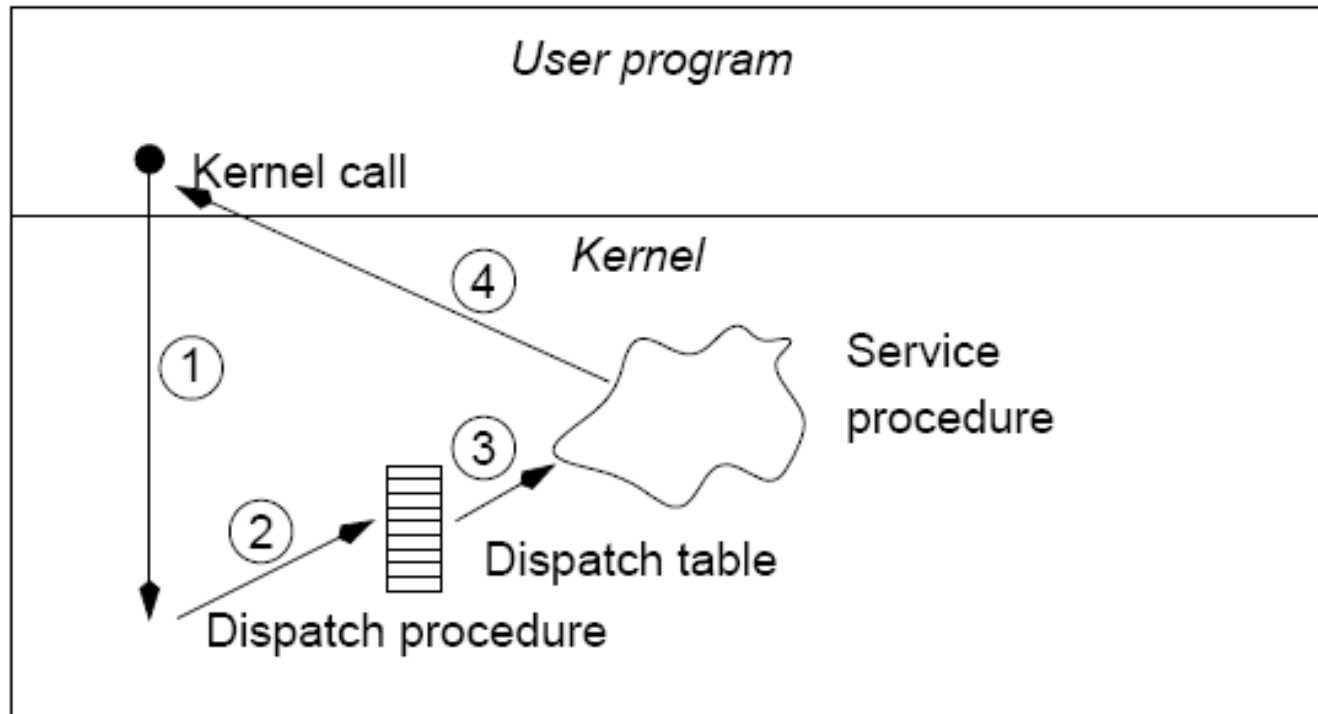 User program
Kernel call
Kernel
4
1
Service
procedure
3
2
Dispatch table
Dispatch procedure